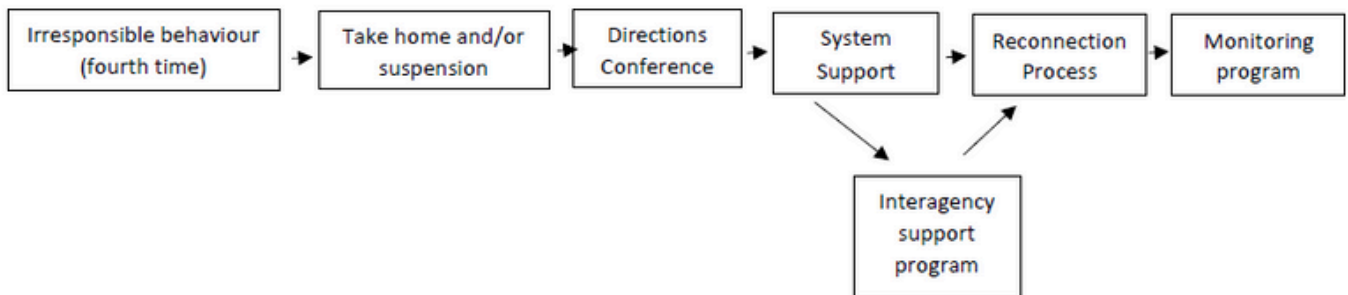 Irresponsible behaviour
(fourth time)
Take home and/or
suspension
Directions
Conference
System
Support
Reconnection
Process
Monitoring
program
Interagency
support
program